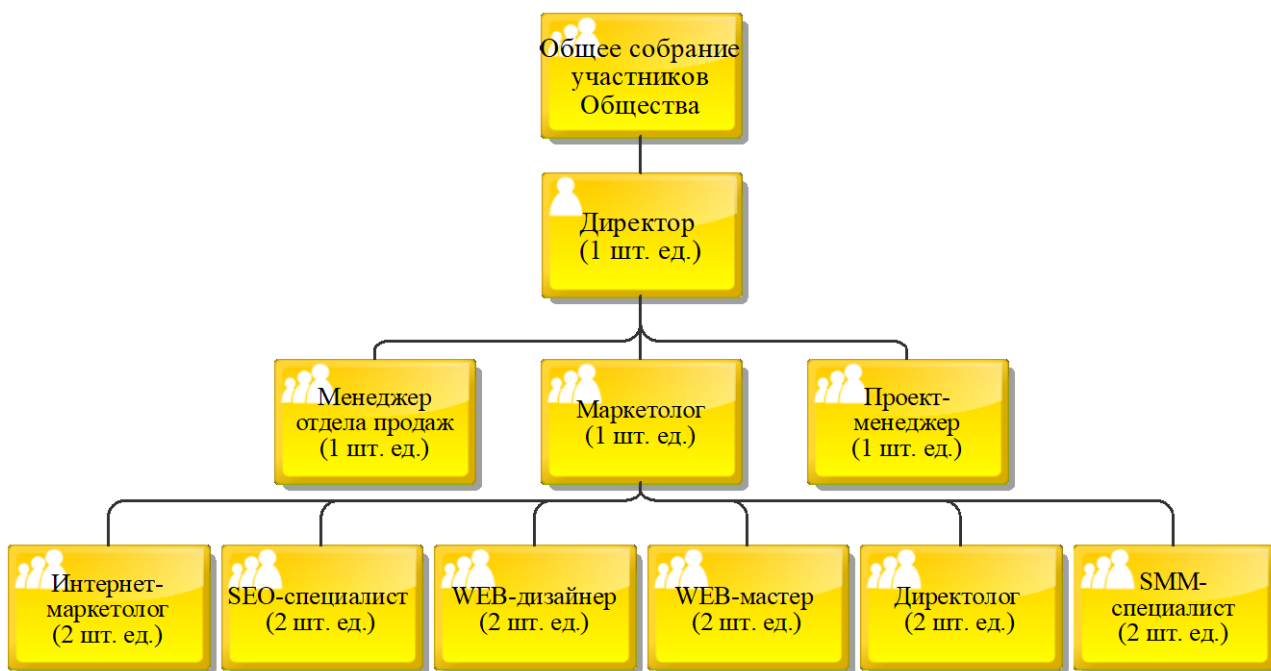 Общее собрание
участников
Общества
Директор
(1 шт. ед.)
Менеджер
отдела продаж
(1 шт. ед.)
Маркетолог
(1 шт. ед.)
Проект-
менеджер
(1 шт. ед.)
Интернет-
маркетолог
(2 шт. ед.)
SEO-специалист
(2 шт. ед.)
WEB-дизайнер
(2 шт. ед.)
WEB-мастер
(2 шт. ед.)
Директолог
(2 шт. ед.)
SMM-
специалист
(2 шт. ед.)